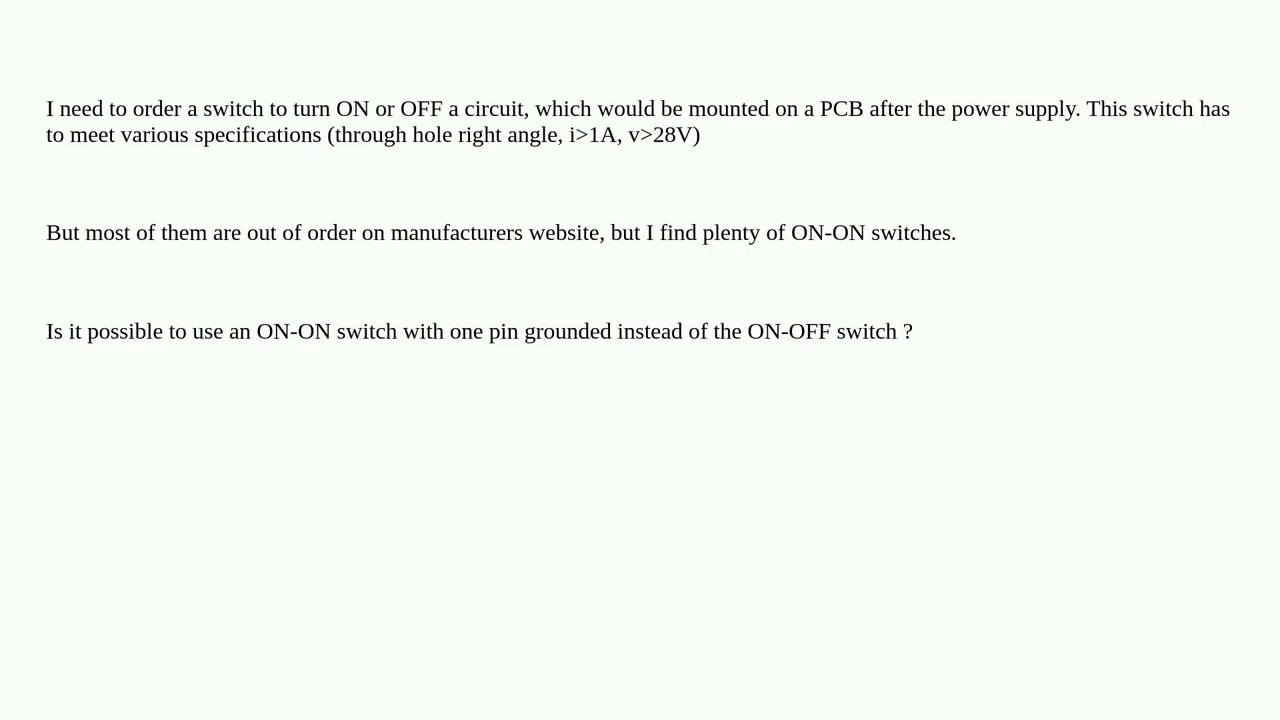 I need to order a switch to turn ON or OFF a circuit, which would be mounted on a PCB after the power supply. This switch has
to meet various specifications (through hole right angle, i>1A, v>28V)
But most of them are out of order on manufacturers website, but I find plenty of ON-ON switches.
Is it possible to use an ON-ON switch with one pin grounded instead of the ON-OFF switch ?